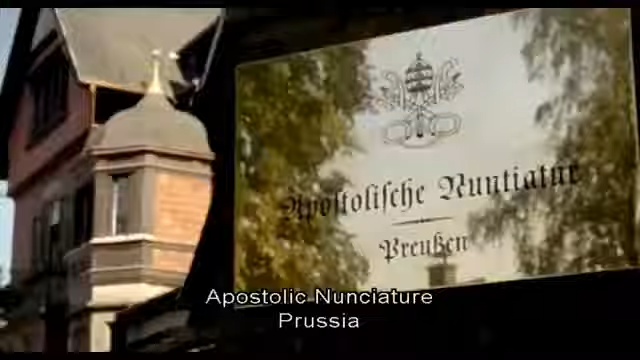 Apostolische Nuntiatur
Preußen
Apostolic Nunciature
Prussia